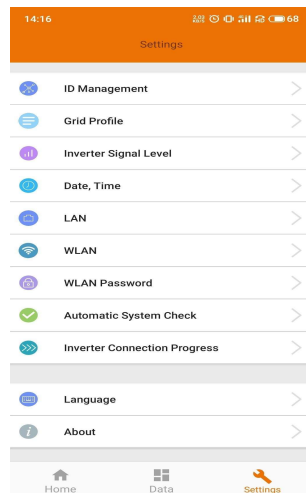 14:16
68
Settings
ID Management
Grid Profile
Inverter Signal Level
Date, Time
LAN
WLAN
WLAN Password
Automatic System Check
Inverter Connection Progress
Language
About
Home Data Settings